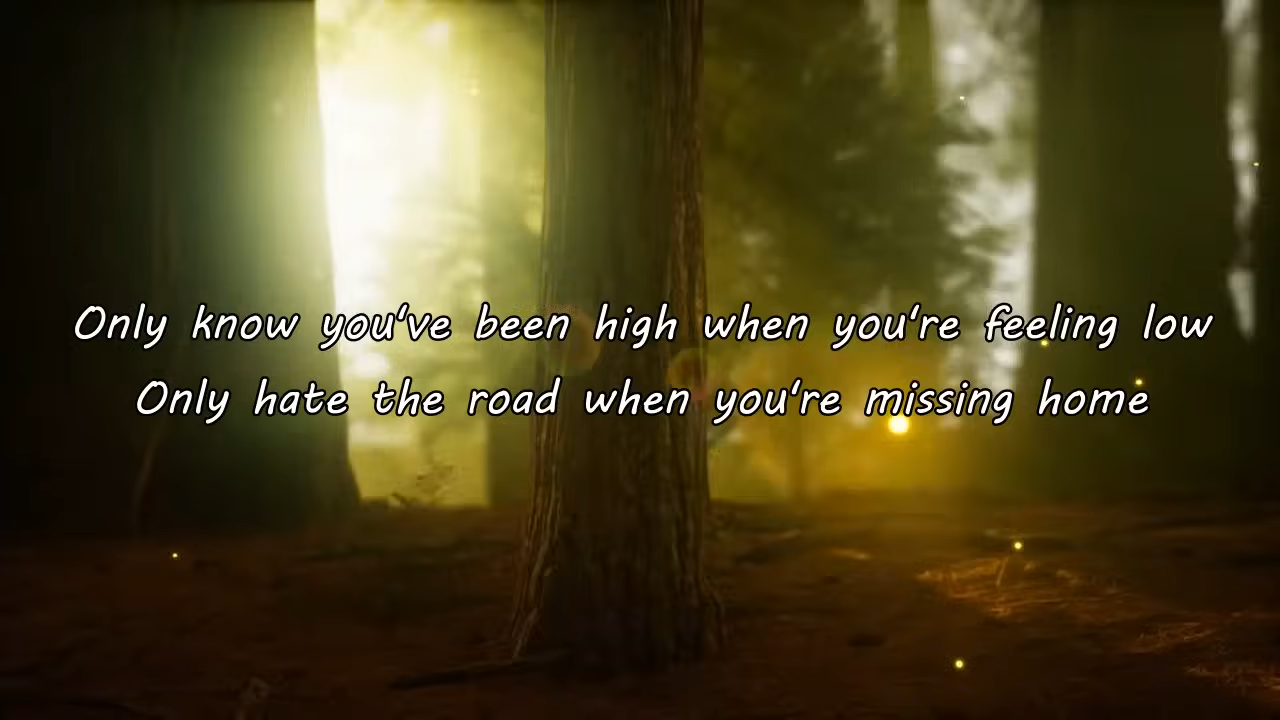 Only know you've been high when you're feeling low
Only hate the road when you're missing home